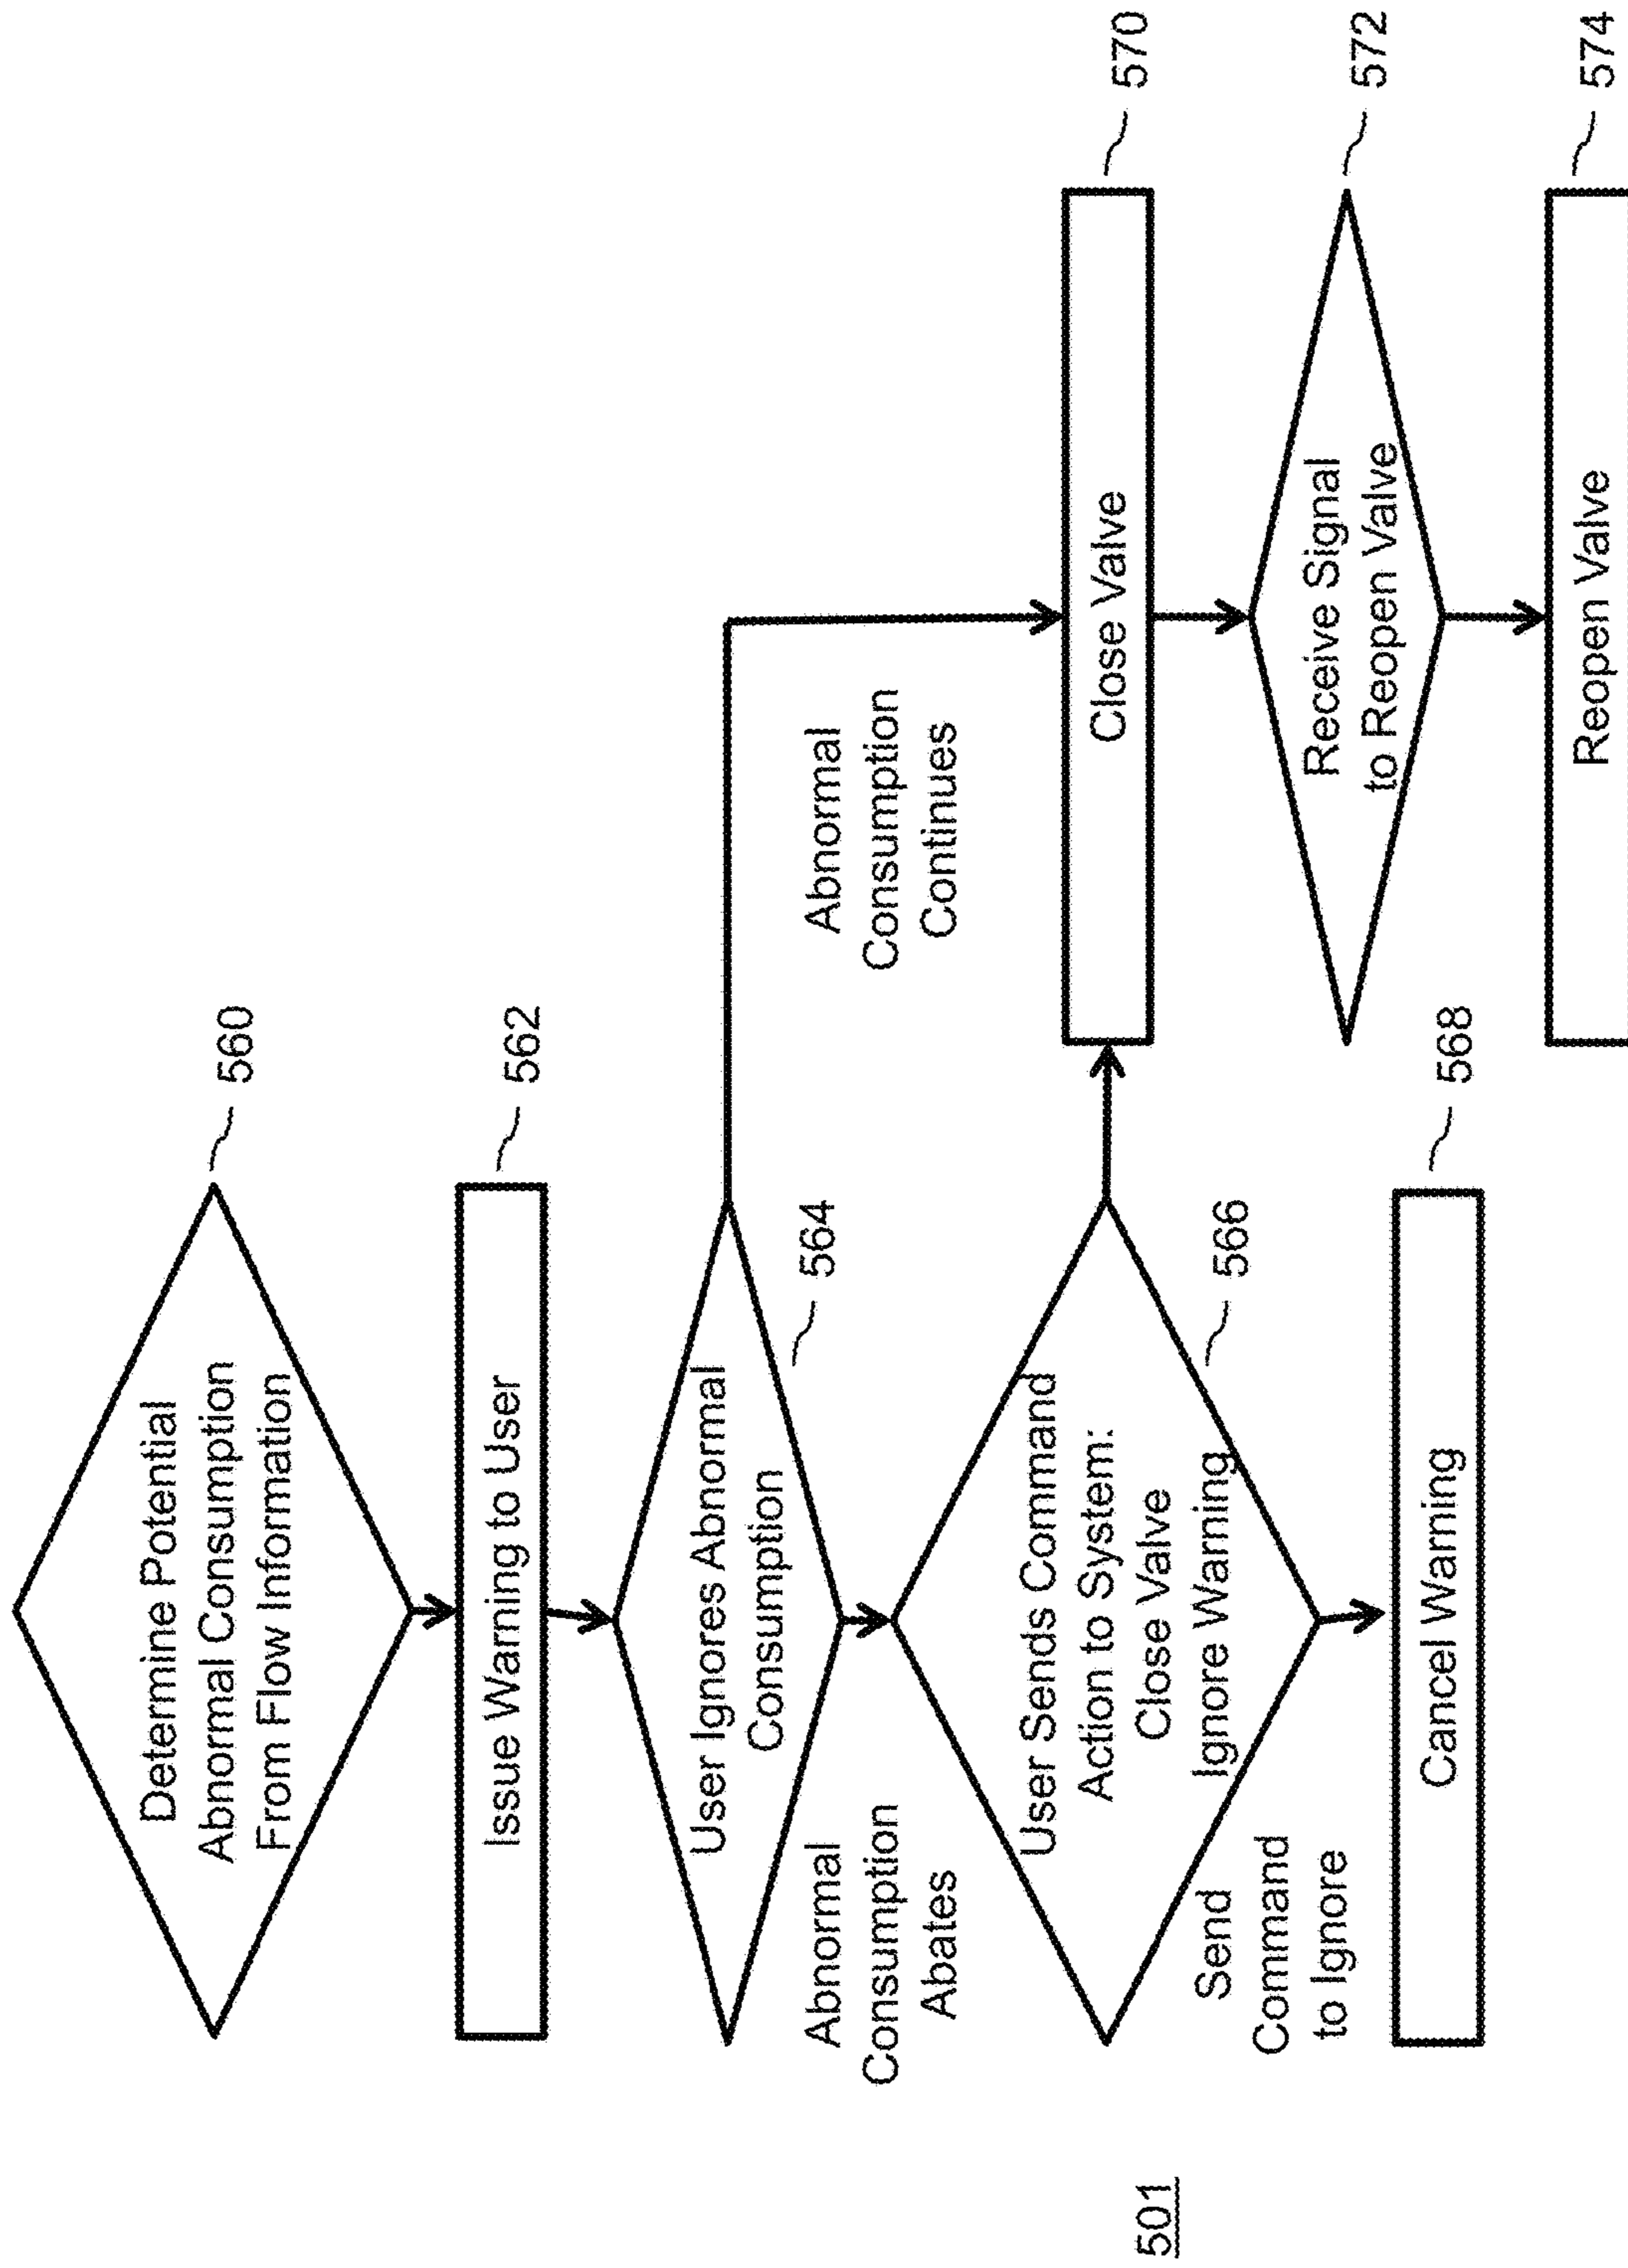 Determine Potential
Abnormal Consumption
From Flow Information
560
Issue Warning to User
562
User Ignores Abnormal
Consumption
564
Abnormal
Consumption
Abates
Abnormal
Consumption
Continues
User Sends Command
Action to System:
Close Valve
Ignore Warning
566
Send
Command
to Ignore
Cancel Warning
568
Close Valve
570
Receive Signal
to Reopen Valve
572
Reopen Valve
574
501